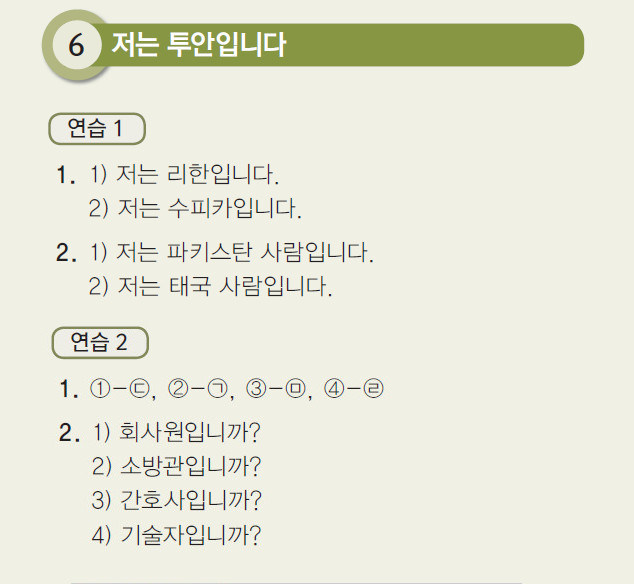 6 저는 투안입니다
연습 1
1. 1) 저는 리한입니다.
2) 저는 수피카입니다.
2. 1) 저는 파키스탄 사람입니다.
2) 저는 태국 사람입니다.
연습 2
1. ①-㉢, ②-㉠, ③-㉤, ④-㉣
2. 1) 회사원입니까?
2) 소방관입니까?
3) 간호사입니까?
4) 기술자입니까?